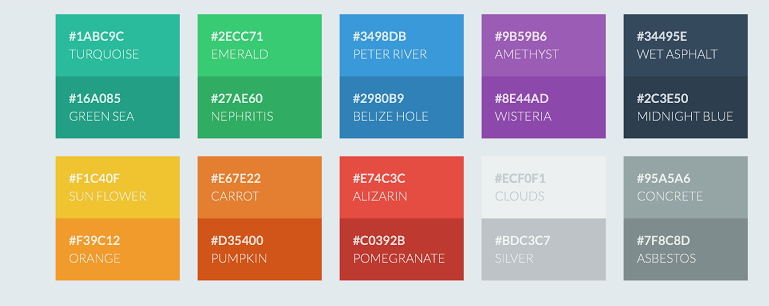 #1ABC9C
TURQUOISE
#2ECC71
EMERALD
#3498DB
PETER RIVER
#9B59B6
AMETHYST
#34495E
WET ASPHALT
#16A085
GREEN SEA
#27AE60
NEPHRITIS
#2980B9
BELIZE HOLE
#8E44AD
WISTERIA
#2C3E50
MIDNIGHT BLUE
#F1C40F
SUN FLOWER
#E67E22
CARROT
#E74C3C
ALIZARIN
#ECF0F1
CLOUDS
#95A5A6
CONCRETE
#F39C12
ORANGE
#D35400
PUMPKIN
#C0392B
POMEGRANATE
#BDC3C7
SILVER
#7F8C8D
ASBESTOS